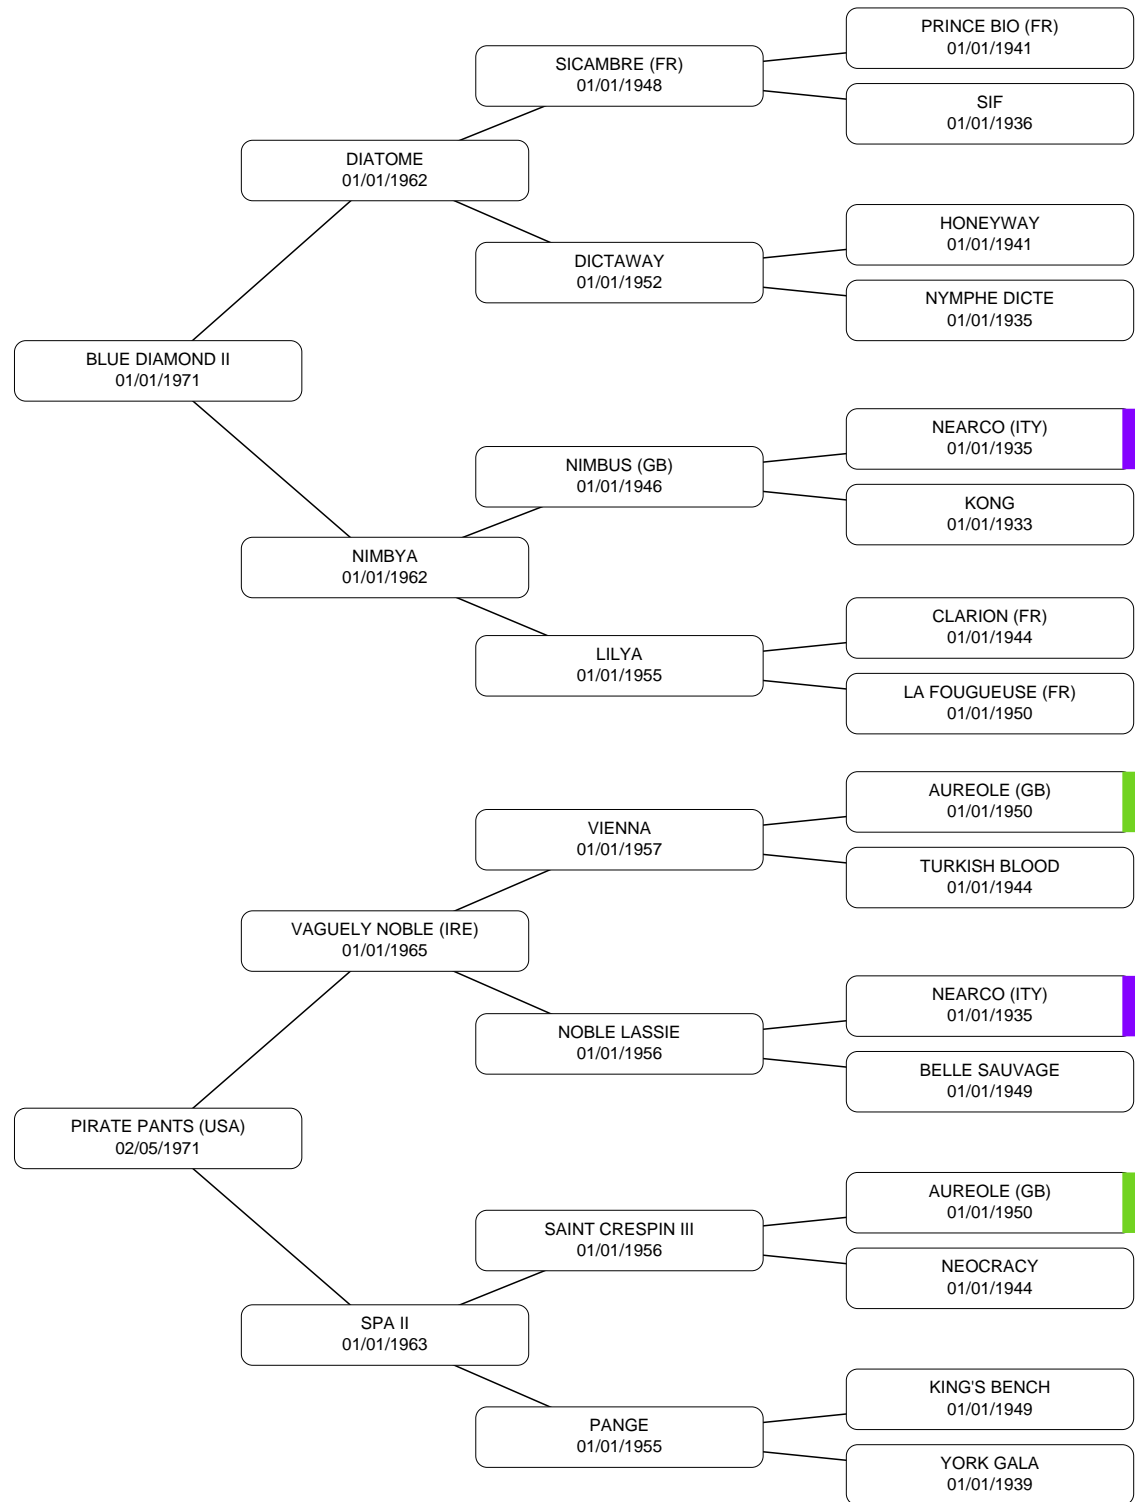 PRINCE BIO (FR)
01/01/1941
SICAMBRE (FR)
01/01/1948
SIF
01/01/1936
DIATOME
01/01/1962
HONEYWAY
01/01/1941
DICTAWAY
01/01/1952
NYMPHE DICTE
01/01/1935
BLUE DIAMOND II
01/01/1971
NEARCO (ITY)
01/01/1935
NIMBUS (GB)
01/01/1946
KONG
01/01/1933
NIMBYA
01/01/1962
CLARION (FR)
01/01/1944
LILYA
01/01/1955
LA FOUGUEUSE (FR)
01/01/1950
AUREOLE (GB)
01/01/1950
VIENNA
01/01/1957
TURKISH BLOOD
01/01/1944
VAGUELY NOBLE (IRE)
01/01/1965
NEARCO (ITY)
01/01/1935
NOBLE LASSIE
01/01/1956
BELLE SAUVAGE
01/01/1949
PIRATE PANTS (USA)
02/05/1971
AUREOLE (GB)
01/01/1950
SAINT CRESPIN III
01/01/1956
NEOCRACY
01/01/1944
SPA II
01/01/1963
KING'S BENCH
01/01/1949
PANGE
01/01/1955
YORK GALA
01/01/1939